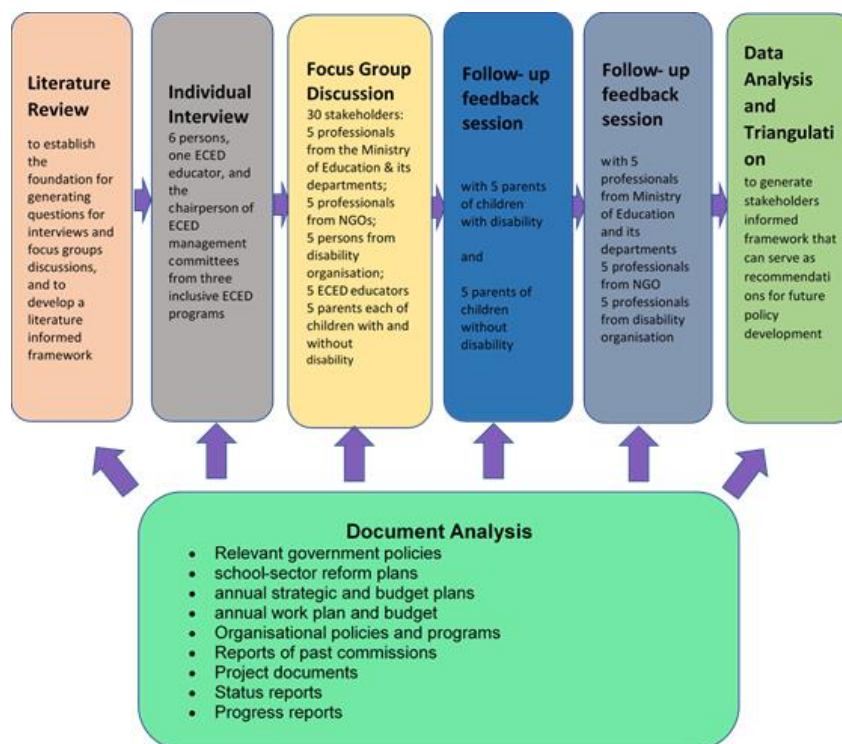 Literature
Review
to establish
the
foundation for
generating
questions for
interviews and
focus groups
discussions,
and to
develop a
literature
informed
framework
Individual
Interview
6 persons,
one ECED
educator, and
the
chairperson of
ECED
management
committees
from three
inclusive ECED
programs
Focus Group
Discussion
30 stakeholders:
5 professionals
from the Ministry
of Education & its
departments;
5 professionals
from NGOs;
5 persons from
disability
organisation;
5 ECED educators
5 parents each of
children with and
without
disability
Follow- up
feedback
session
with 5 parents
of children
with disability
and
5 parents of
children
without
disability
Follow- up
feedback
session
with 5
professionals
from Ministry
of Education
and its
departments
5 professionals
from NGO
5 professionals
from disability
organisation
Data
Analysis
and
Triangulati
on
to generate
stakeholders
informed
framework that
can serve as
recommendati
ons for future
policy
development
Document Analysis
• Relevant government policies
• school-sector reform plans
• annual strategic and budget plans
• annual work plan and budget
• Organisational policies and programs
• Reports of past commissions
• Project documents
• Status reports
• Progress reports